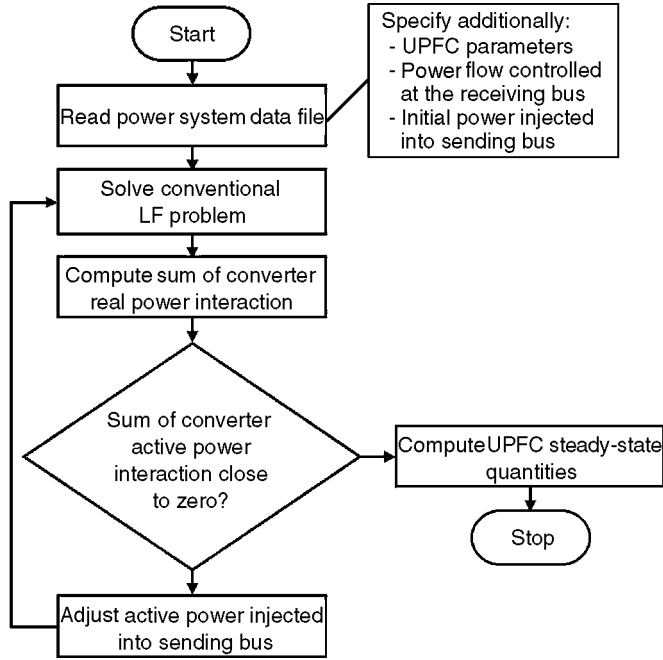 Start
Specify additionally:
- UPFC parameters
- Power flow controlled
at the receiving bus
- Initial power injected
into sending bus
Read power system data file
Solve conventional
LF problem
Compute sum of converter
real power interaction
Sum of converter
active power
interaction close
to zero?
Compute UPFC steady-state
quantities
Stop
Adjust active power injected
into sending bus